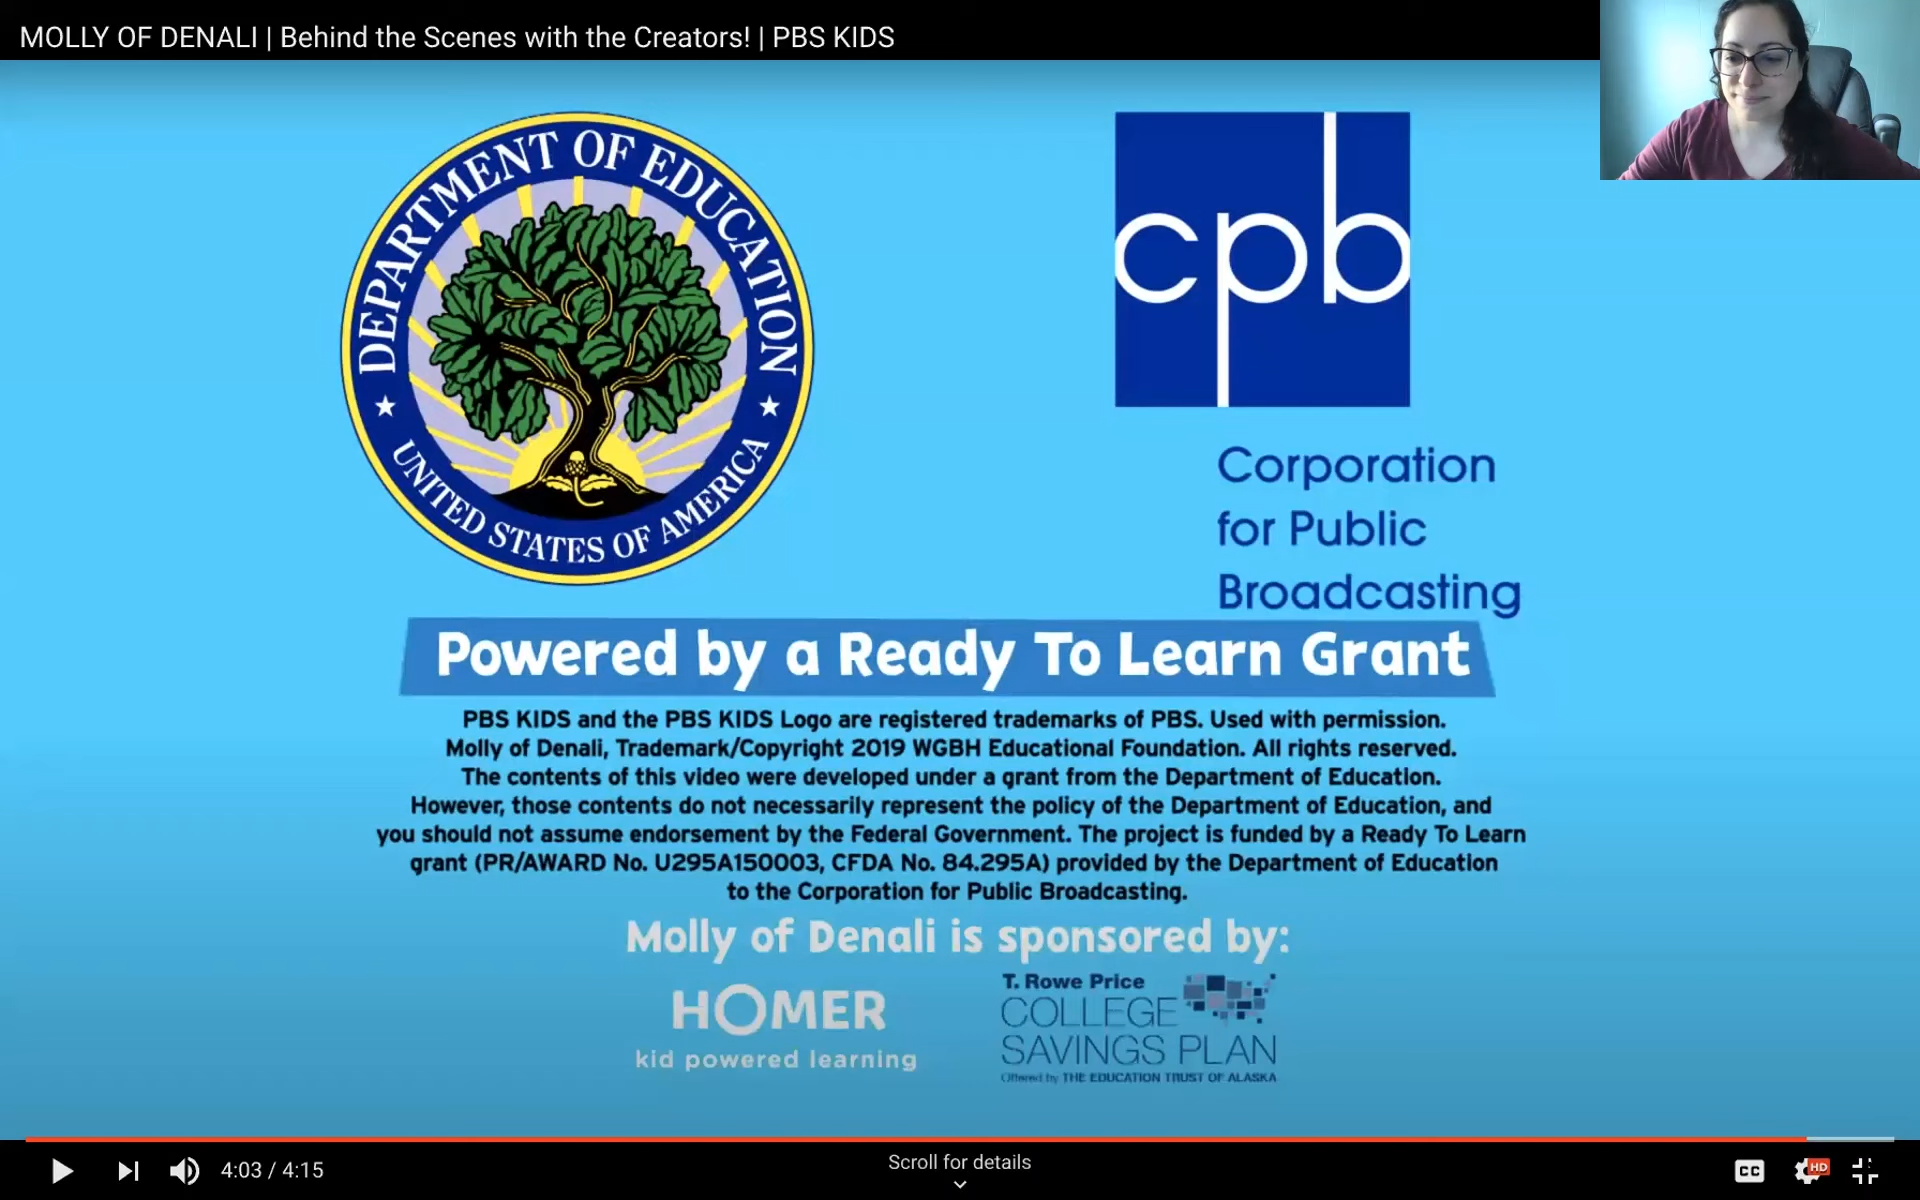 MOLLY OF DENALI | Behind the Scenes with the Creators! | PBS KIDS
DEPARTMENT OF EDUCATION
UNITED STATES OF AMERICA
cpb
Corporation
for Public
Broadcasting
Powered by a Ready To Learn Grant
PBS KIDS and the PBS KIDS Logo are registered trademarks of PBS. Used with permission.
Molly of Denali, Trademark/Copyright 2019 WGBH Educational Foundation. All rights reserved.
The contents of this video were developed under a grant from the Department of Education.
However, those contents do not necessarily represent the policy of the Department of Education, and
you should not assume endorsement by the Federal Government. The project is funded by a Ready To Learn
grant (PR/AWARD No. U295A150003, CFDA No. 84.295A) provided by the Department of Education
to the Corporation for Public Broadcasting.
Molly of Denali is sponsored by:
HOMER
kid powered learning
T. Rowe Price
COLLEGE
SAVINGS PLAN
Offered by THE EDUCATION TRUST OF ALASKA
4:03 / 4:15
Scroll for details
CC
HD